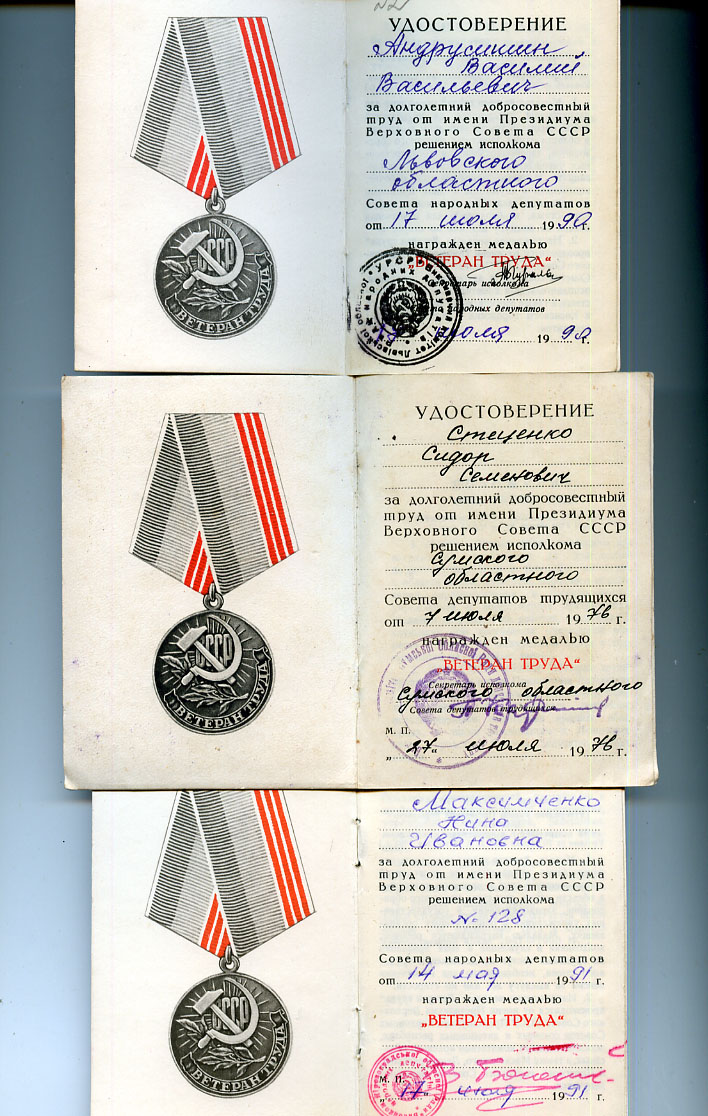 УДОСТОВЕРЕНИЕ
Андрусишин
Василий
Васильевич
за долголетний добросовестный
труд от имени Президиума
Верховного Совета СССР
решением исполкома
Львовского
областного
Совета народных депутатов
от 17 июля 1990 г.
награжден медалью
„ВЕТЕРАН ТРУДА“
Секретарь исполкома
народных депутатов
июля 1990 г.
СССР
ВЕТЕРАН ТРУДА
УДОСТОВЕРЕНИЕ
Стеценко
Сидор
Семенович
за долголетний добросовестный
труд от имени Президиума
Верховного Совета СССР
решением исполкома
Сумского
областного
Совета депутатов трудящихся
от 7 июля 1976 г.
награжден медалью
„ВЕТЕРАН ТРУДА“
Секретарь исполкома
Сумского областного
Совета депутатов трудящихся
М. П.
„27“ июля 1976 г.
СССР
ВЕТЕРАН ТРУДА
Максимченко
Нина
Ивановна
за долголетний добросовестный
труд от имени Президиума
Верховного Совета СССР
решением исполкома
№ 128
Совета народных депутатов
от 14 мая 1991 г.
награжден медалью
„ВЕТЕРАН ТРУДА“
М. П.
„17“ 1991 г.
СССР
ВЕТЕРАН ТРУДА